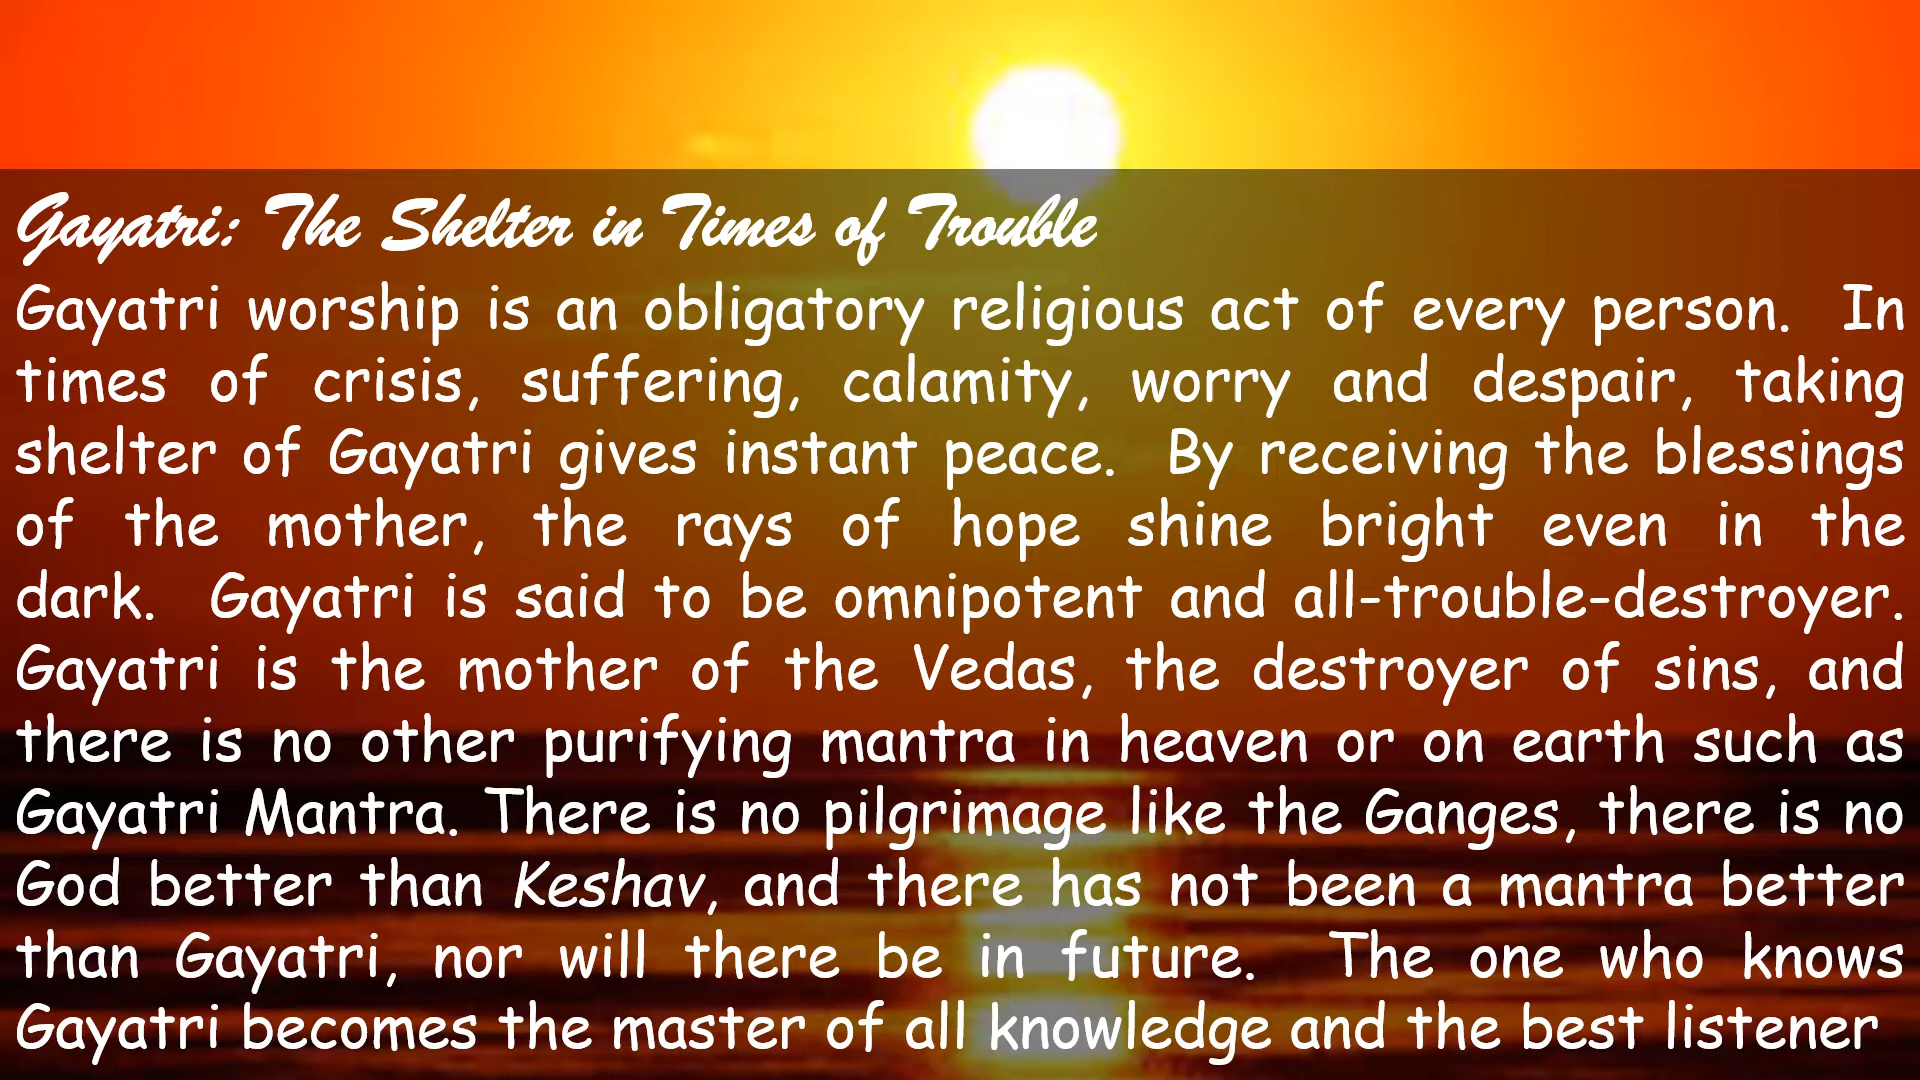 Gayatri: The Shelter in Times of Trouble
Gayatri worship is an obligatory religious act of every person. In
times of crisis, suffering, calamity, worry and despair, taking
shelter of Gayatri gives instant peace. By receiving the blessings
of the mother, the rays of hope shine bright even in the
dark. Gayatri is said to be omnipotent and all-trouble-destroyer.
Gayatri is the mother of the Vedas, the destroyer of sins, and
there is no other purifying mantra in heaven or on earth such as
Gayatri Mantra. There is no pilgrimage like the Ganges, there is no
God better than Keshav, and there has not been a mantra better
than Gayatri, nor will there be in future. The one who knows
Gayatri becomes the master of all knowledge and the best listener